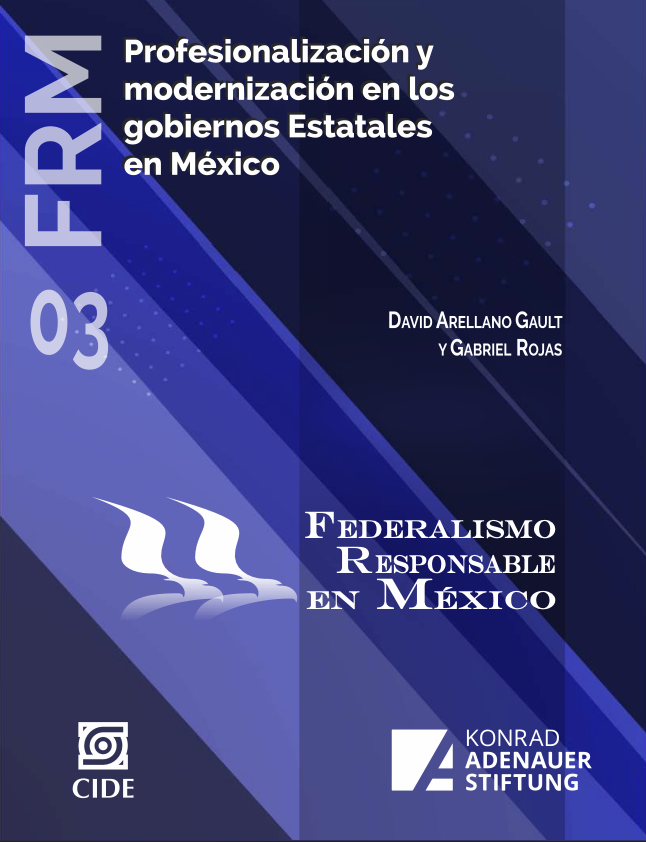 FRM
03
Profesionalización y
modernización en los
gobiernos Estatales
en México
David Arellano Gault
y Gabriel Rojas
Federalismo
Responsable
en México
CIDE
KONRAD
ADENAUER
STIFTUNG